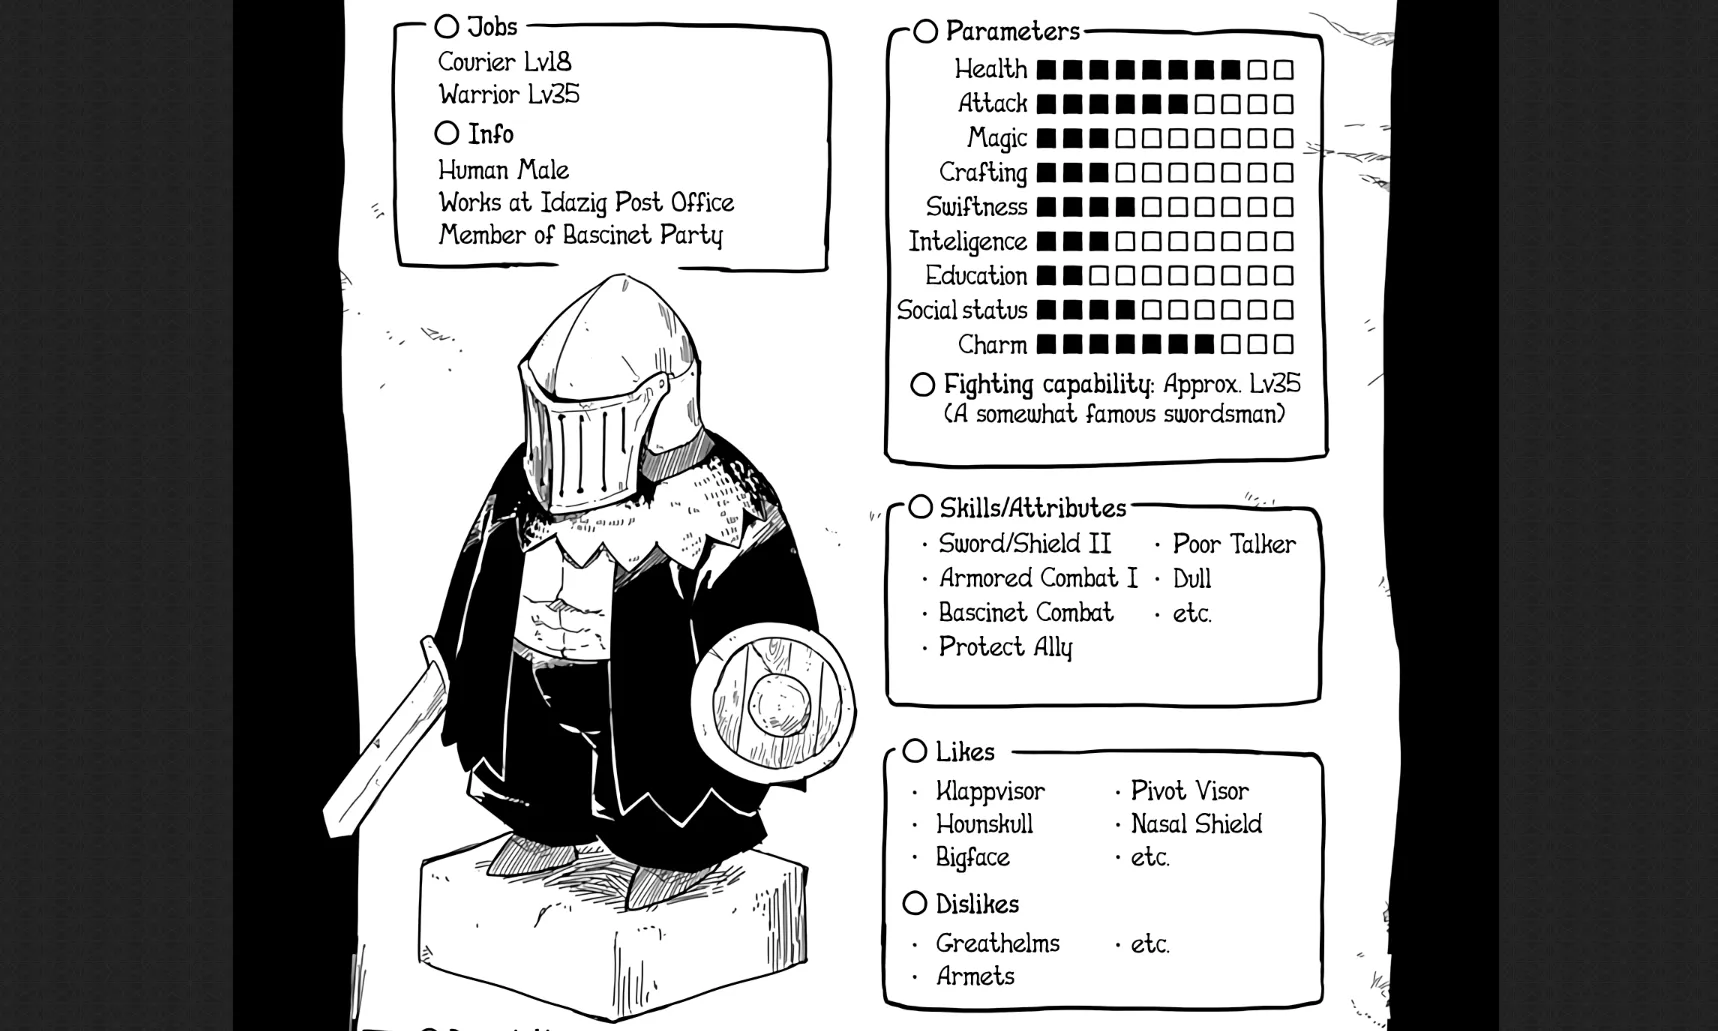 Jobs
Courier Lv18
Warrior Lv35
Info
Human Male
Works at Idazig Post Office
Member of Bascinet Party
Parameters
Health
Attack
Magic
Crafting
Swiftness
Inteligence
Education
Social status
Charm
Fighting capability: Approx. Lv35
(A somewhat famous swordsman)
Skills/Attributes
· Sword/Shield II
· Armored Combat I
· Bascinet Combat
· Protect Ally
· Poor Talker
· Dull
· etc.
Likes
· Klappvisor
· Hounskull
· Bigface
· Pivot Visor
· Nasal Shield
· etc.
Dislikes
· Greathelms
· Armets
· etc.